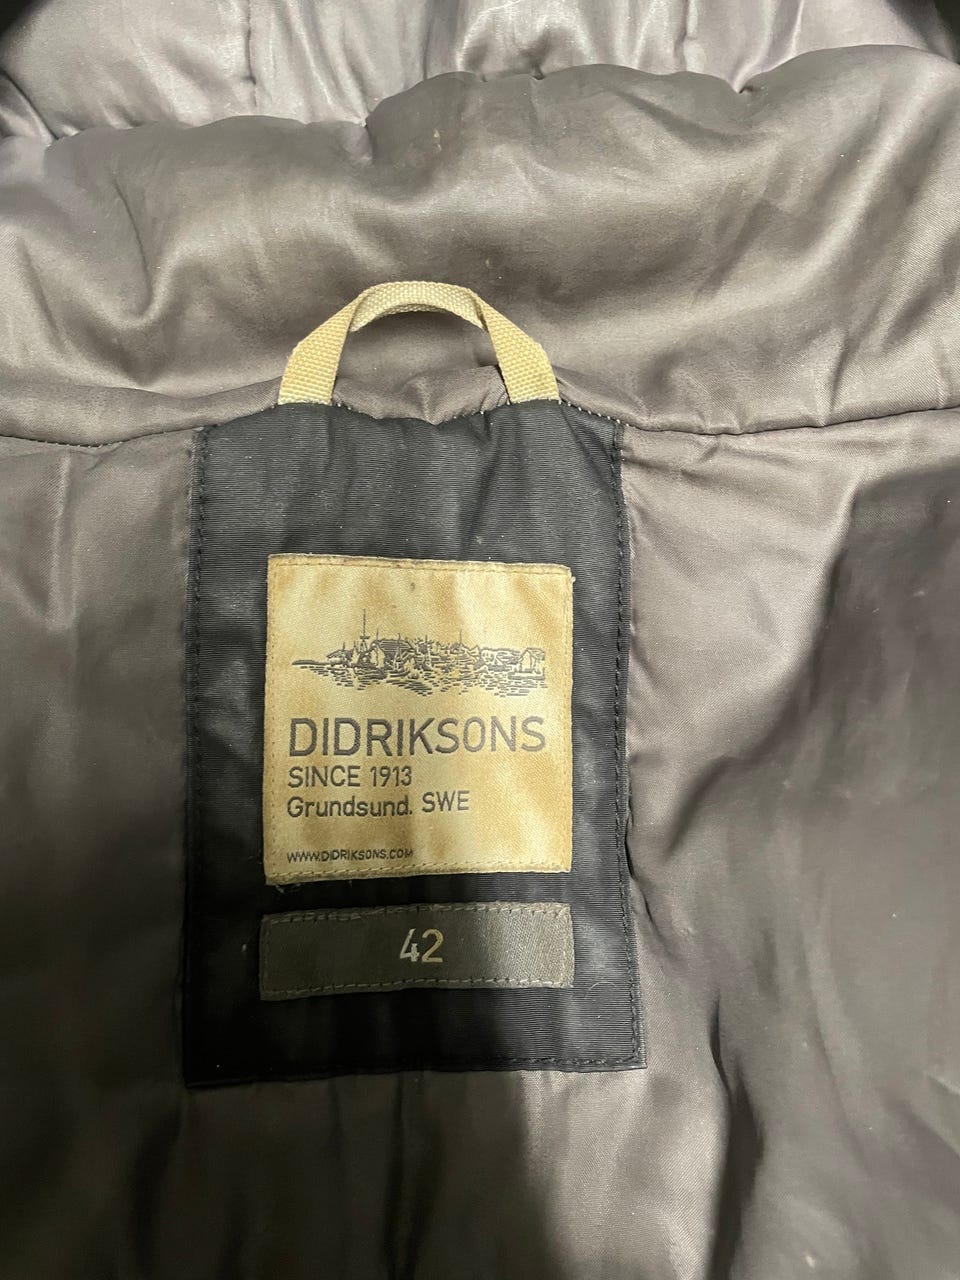 DIDRIKSONS
SINCE 1913
Grundsund. SWE
WWW.DIDRIKSONS.COM
42